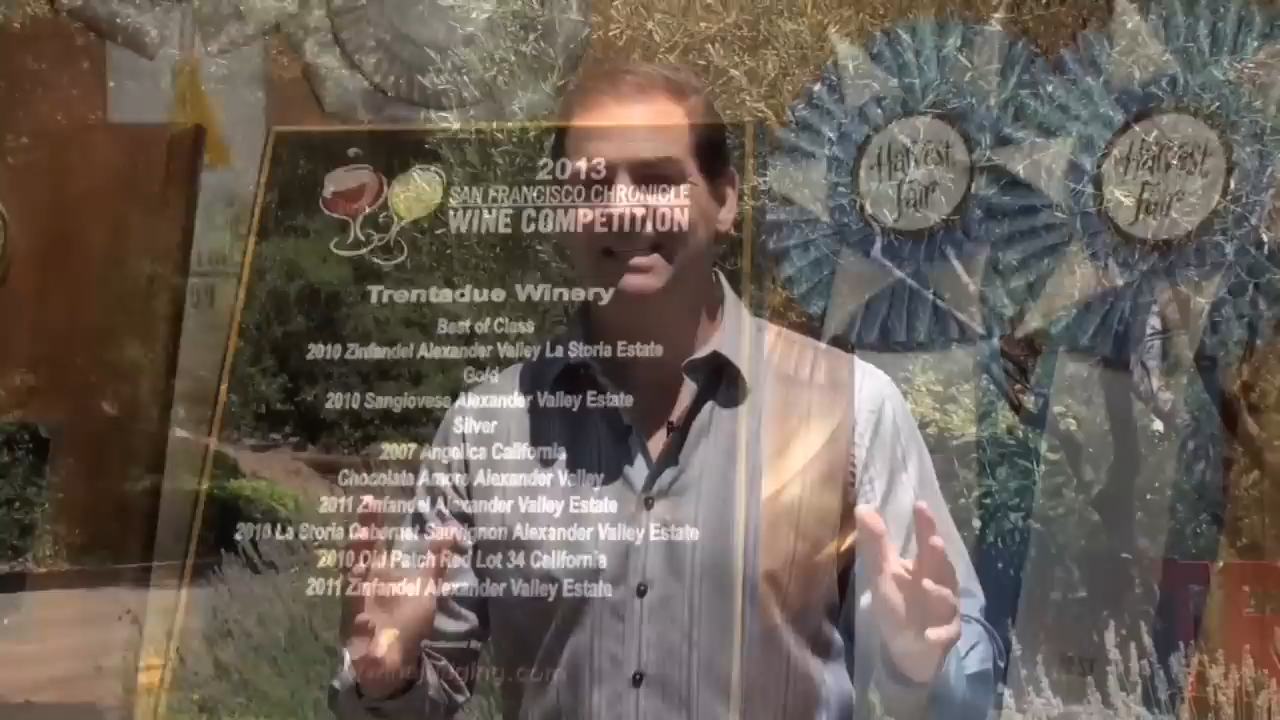 2013
SAN FRANCISCO CHRONICLE
WINE COMPETITION
Harvest
Fair
Harvest
Fair
Trentadue Winery
Best of Class
2010 Zinfandel Alexander Valley La Storia Estate
Gold
2010 Sangiovese Alexander Valley Estate
Silver
2007 Angelica California
Chocolate Amore Alexander Valley
2011 Zinfandel Alexander Valley Estate
2010 La Storia Cabernet Sauvignon Alexander Valley Estate
2010 Old Patch Red Lot 34 California
2011 Zinfandel Alexander Valley Estate